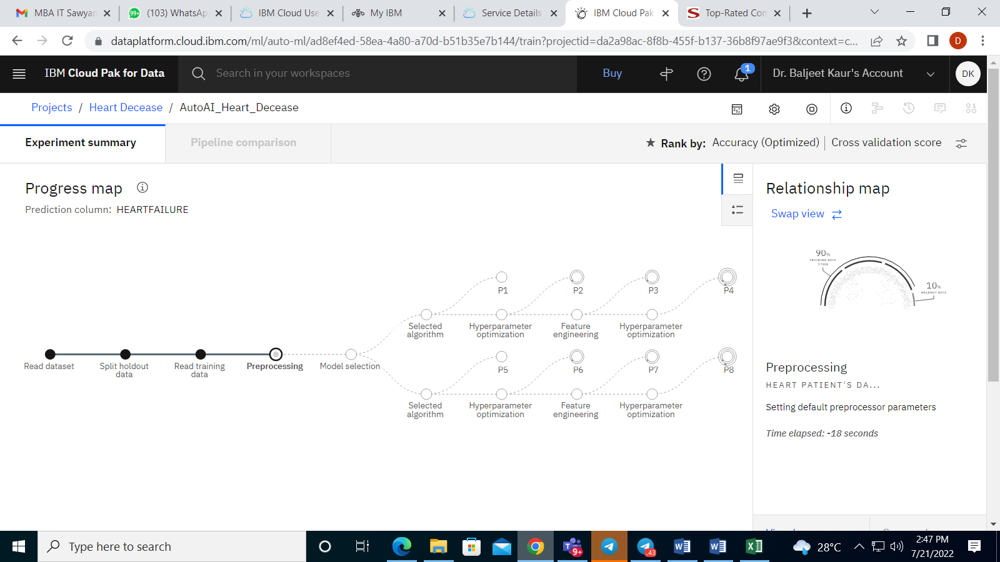 MBA IT Sawyan
(103) WhatsAp
IBM Cloud Use
My IBM
Service Details
IBM Cloud Pak
Top-Rated Con
dataplatform.cloud.ibm.com/ml/auto-ml/ad8ef4ed-58ea-4a80-a70d-b51b35e7b144/train?projectid=da2a98ac-8f8b-455f-b137-36b8f97ae9f3&context=c...
D
IBM Cloud Pak for Data
Search in your workspaces
Buy
1
Dr. Baljeet Kaur's Account
DK
Projects / Heart Decease / AutoAI_Heart_Decease
Experiment summary
Pipeline comparison
Rank by: Accuracy (Optimized) | Cross validation score
Progress map
Prediction column: HEARTFAILURE
Relationship map
Swap view
90%
TRAINING DATA
3 folds
10%
HOLDOUT DATA
P1
P2
P3
P4
Selected
algorithm
Hyperparameter
optimization
Feature
engineering
Hyperparameter
optimization
Read dataset
Split holdout
data
Read training
data
Preprocessing
Model selection
P5
P6
P7
P8
Selected
algorithm
Hyperparameter
optimization
Feature
engineering
Hyperparameter
optimization
Preprocessing
HEART PATIENT'S DA...
Setting default preprocessor parameters
Time elapsed: -18 seconds
Type here to search
9+
.43
28°C
2:47 PM
7/21/2022